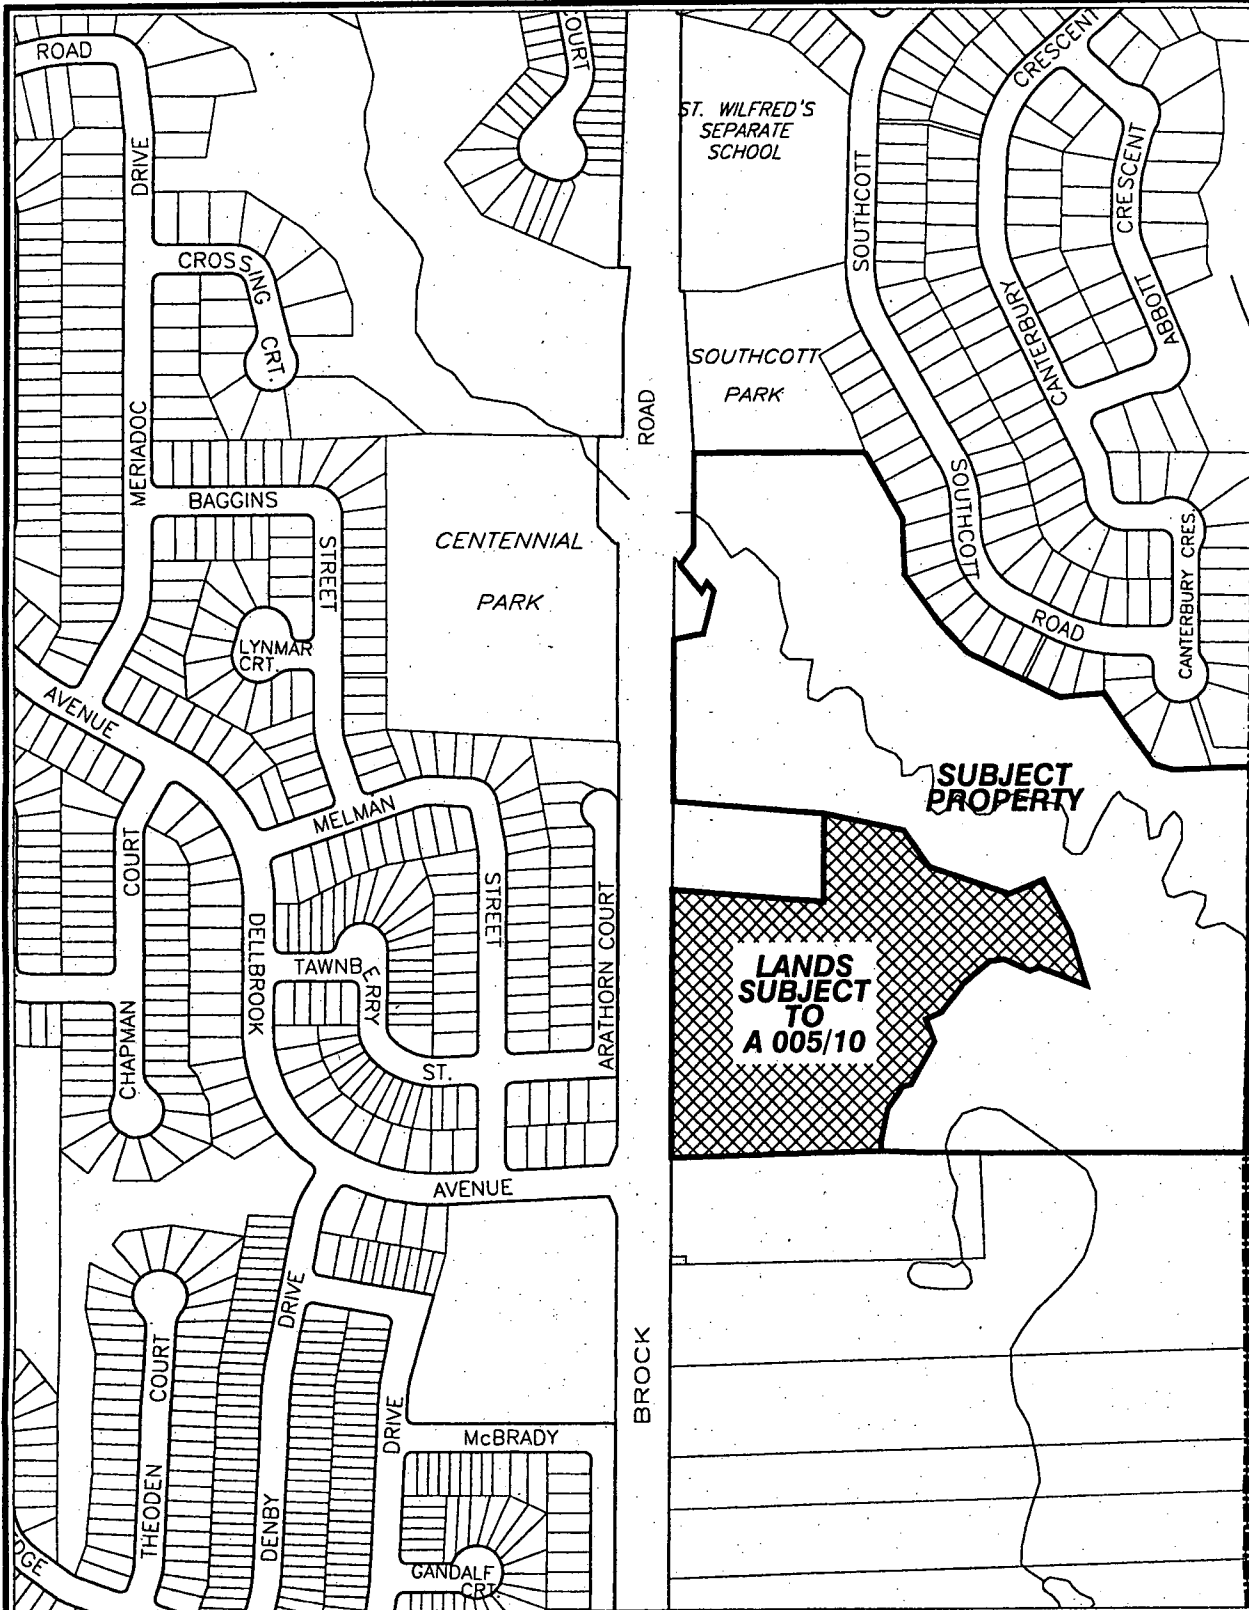 ROAD
OURT
CRESCENT
ST. WILFRED'S
SEPARATE
SCHOOL
DRIVE
SOUTHCOTT
CRESCENT
CROSSING
CRT.
CANTERBURY
ABBOTT
SOUTHCOTT
PARK
ROAD
MERIADOC
BAGGINS
STREET
CENTENNIAL
PARK
SOUTHCOTT
ROAD
CANTERBURY CRES.
LYNMAR
CRT.
AVENUE
MELMAN
SUBJECT
PROPERTY
COURT
STREET
ARATHORN COURT
DELLBROOK
TAWNBERRY
ST.
LANDS
SUBJECT
TO
A 005/10
CHAPMAN
AVENUE
DRIVE
COURT
BROCK
DRIVE
McBRADY
THEODEN
DENBY
GANDALF
CRT.
EDGE